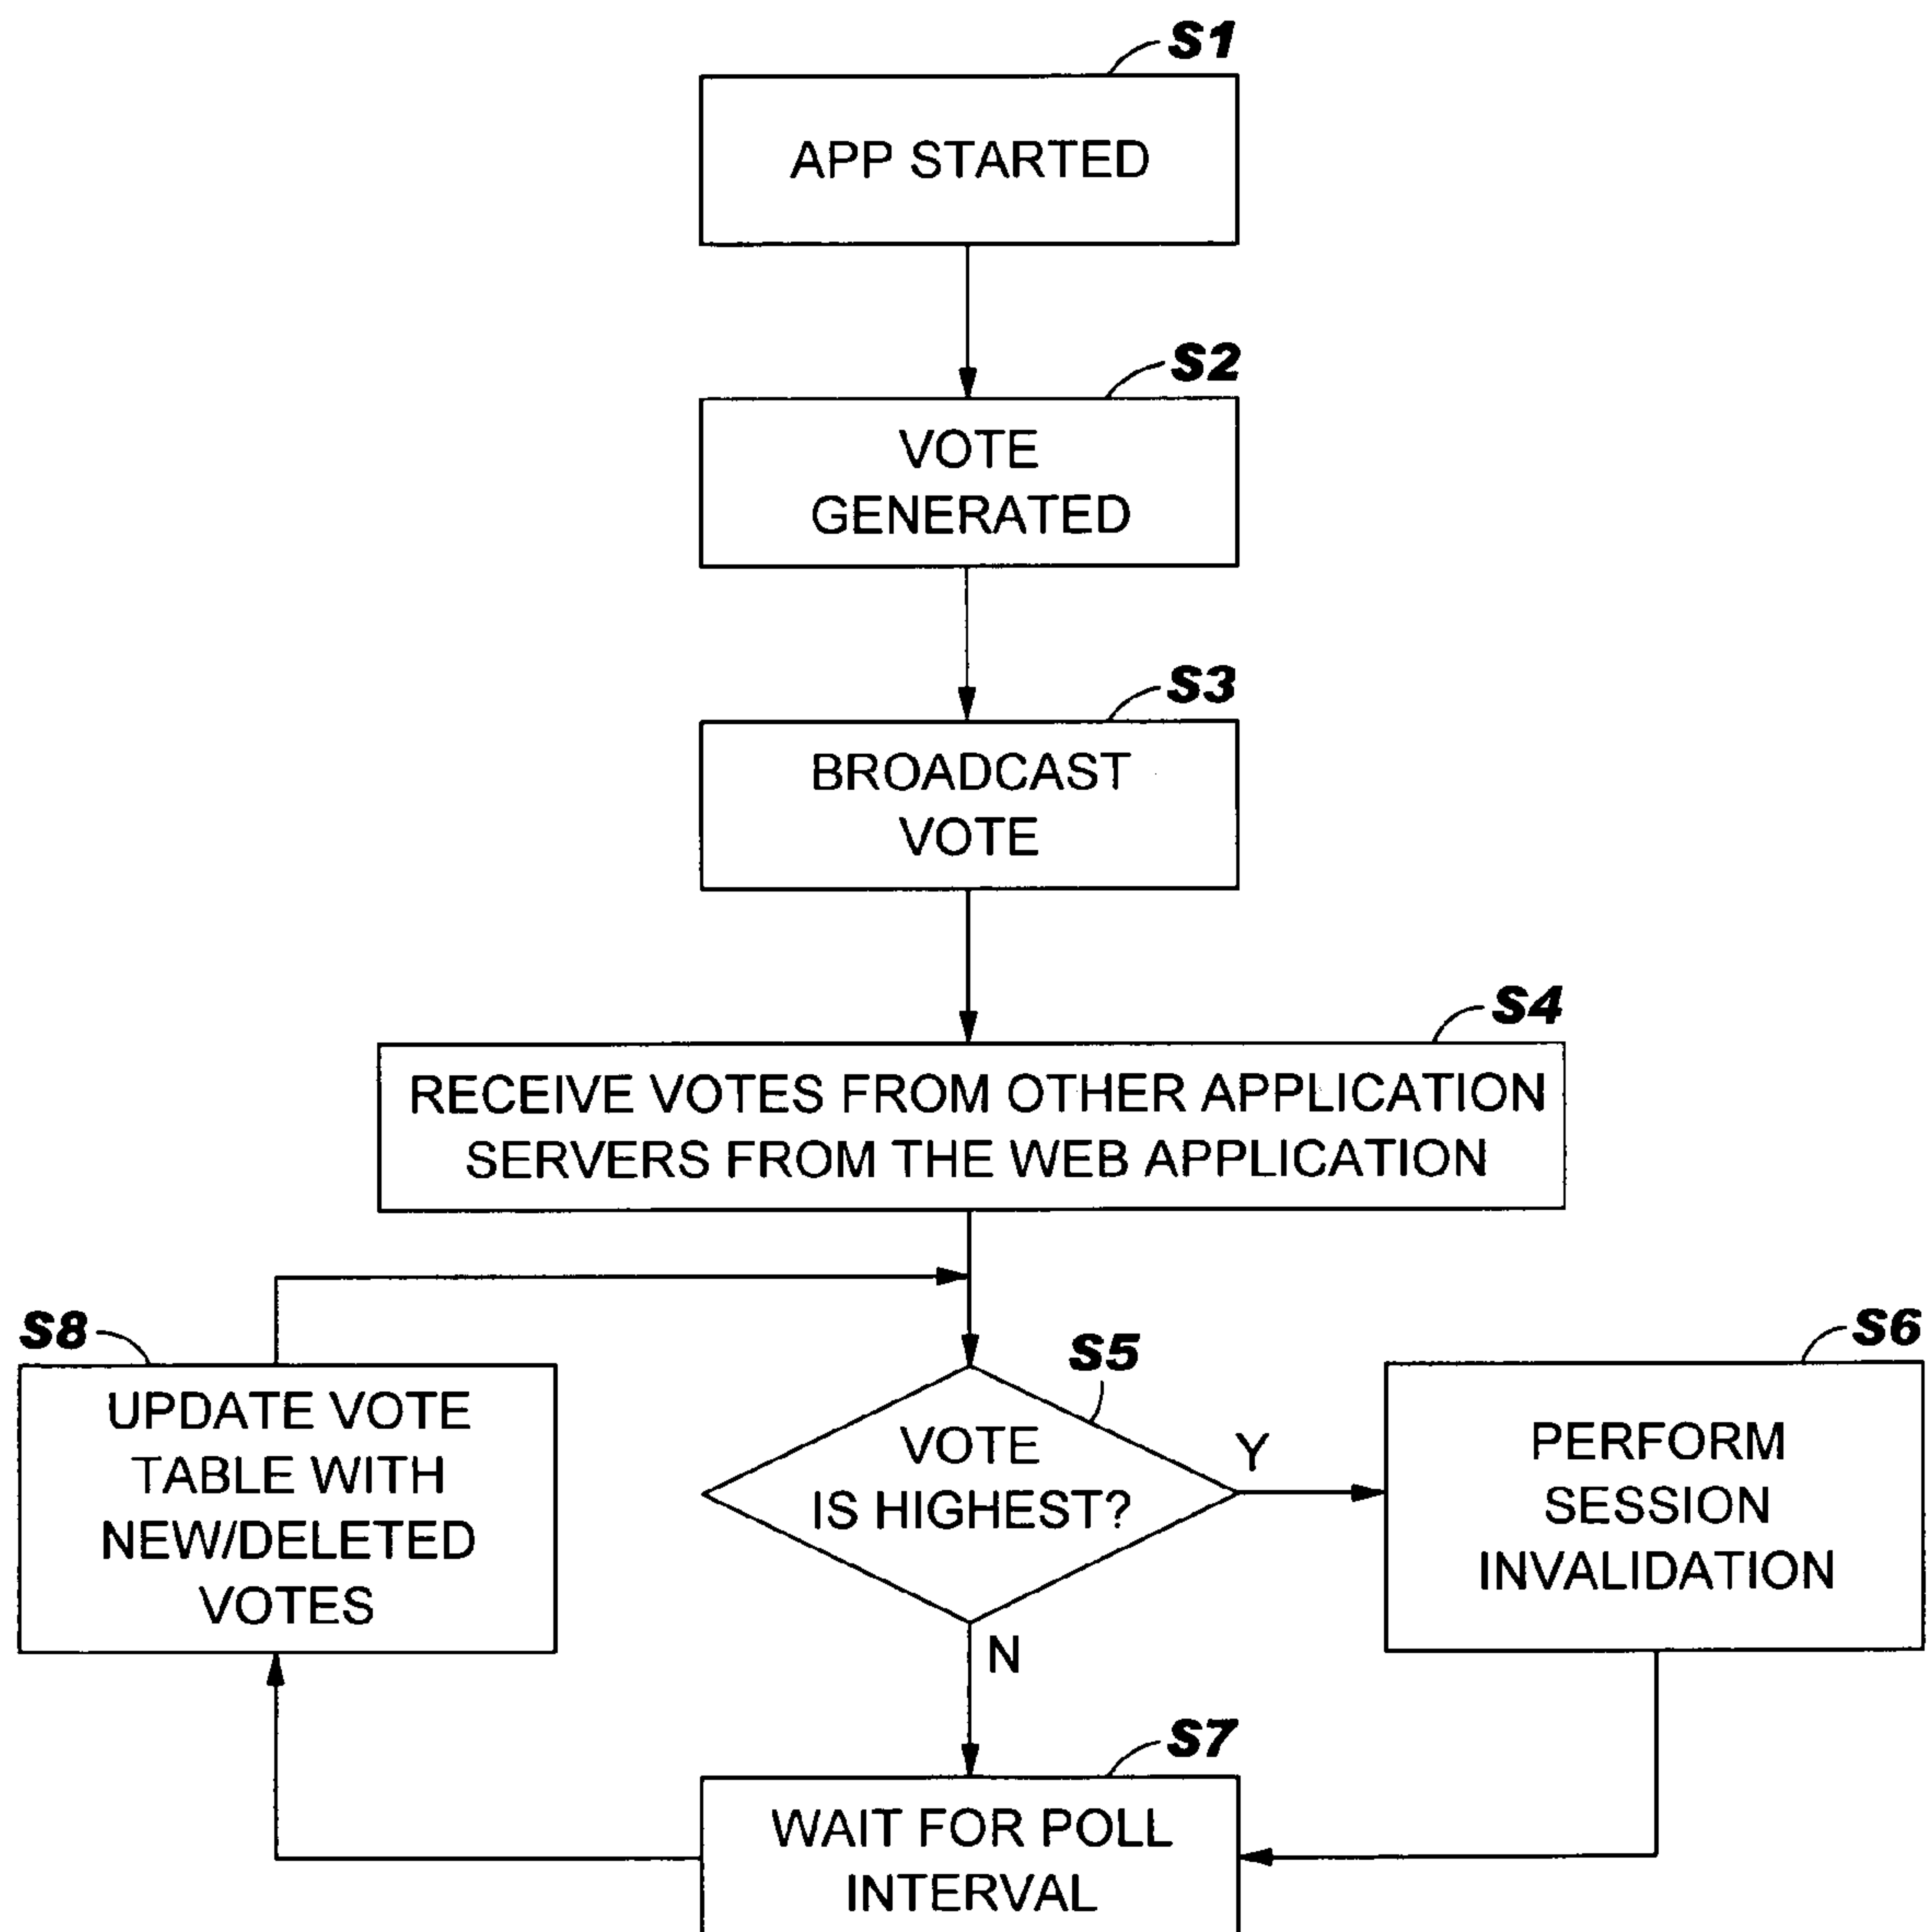 S1
APP STARTED
S2
VOTE
GENERATED
S3
BROADCAST
VOTE
S4
RECEIVE VOTES FROM OTHER APPLICATION
SERVERS FROM THE WEB APPLICATION
S8
UPDATE VOTE
TABLE WITH
NEW/DELETED
VOTES
S5
VOTE
IS HIGHEST?
Y
N
S6
PERFORM
SESSION
INVALIDATION
S7
WAIT FOR POLL
INTERVAL